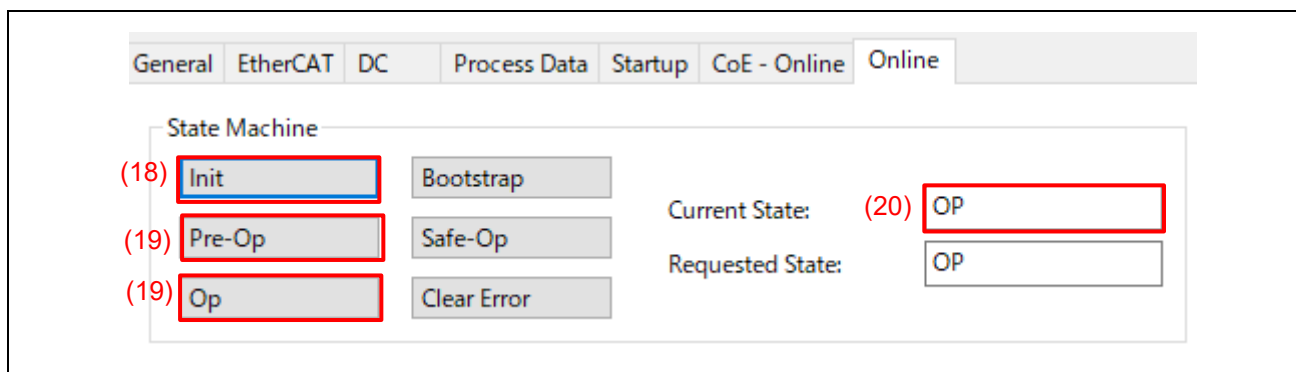 General EtherCAT DC Process Data Startup CoE - Online Online
State Machine
(18) Init Bootstrap
Current State: (20) OP
(19) Pre-Op Safe-Op
Requested State: OP
(19) Op Clear Error